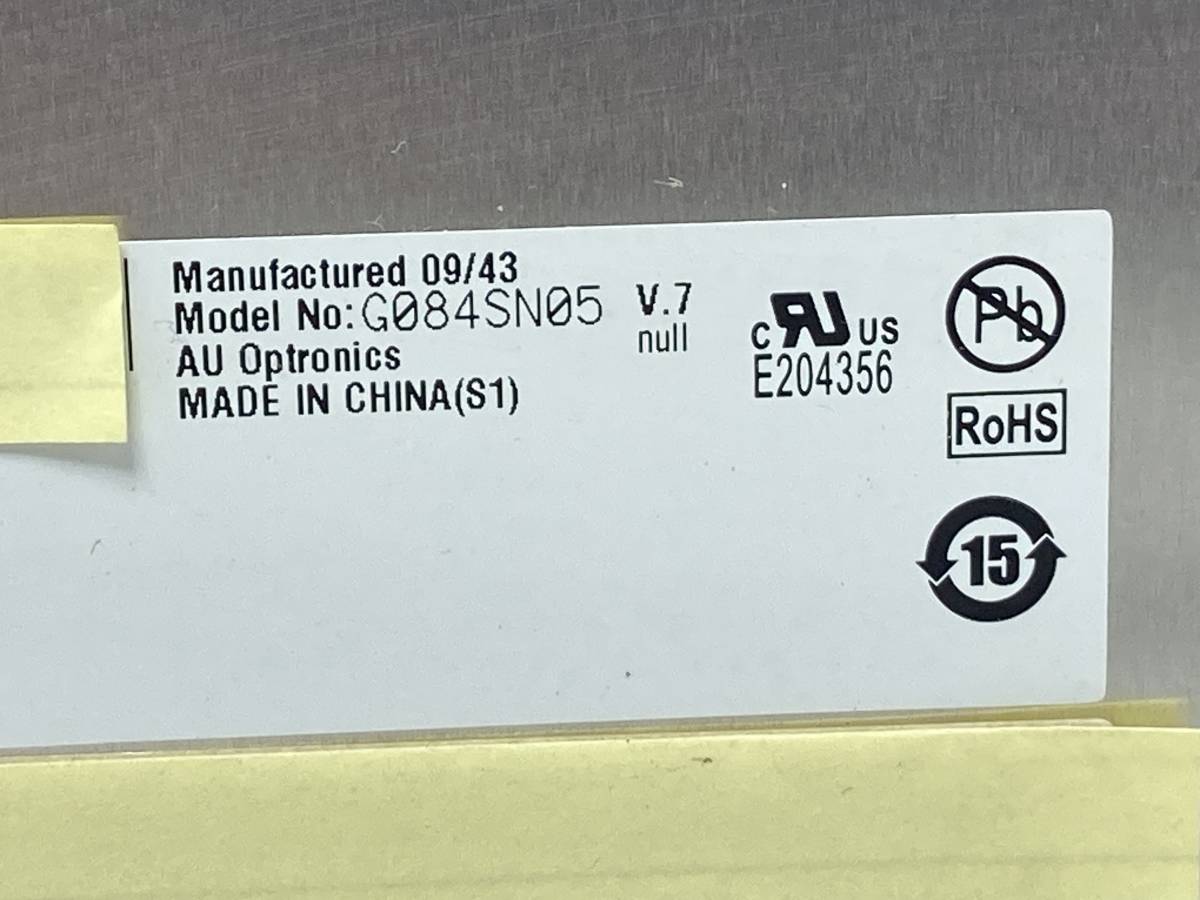 Manufactured 09/43
Model No:G084SN05 V.7
null
AU Optronics
MADE IN CHINA(S1)
c RU US
E204356
Pb
RoHS
15